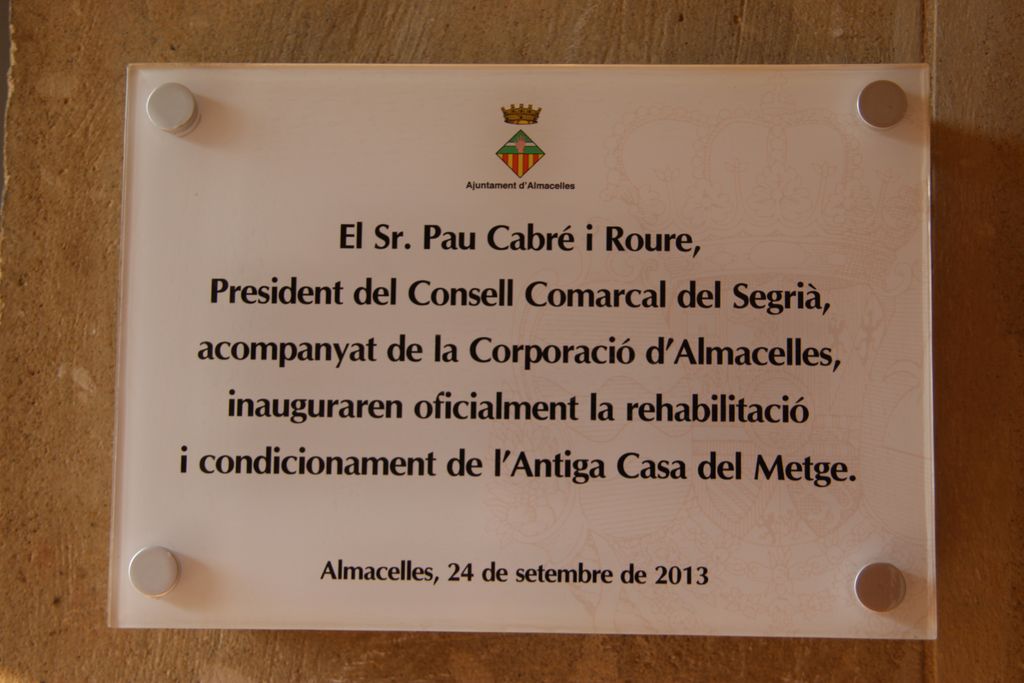 Ajuntament d'Almacelles
El Sr. Pau Cabré i Roure,
President del Consell Comarcal del Segrià,
acompanyat de la Corporació d'Almacelles,
inauguraren oficialment la rehabilitació
i condicionament de l'Antiga Casa del Metge.
Almacelles, 24 de setembre de 2013